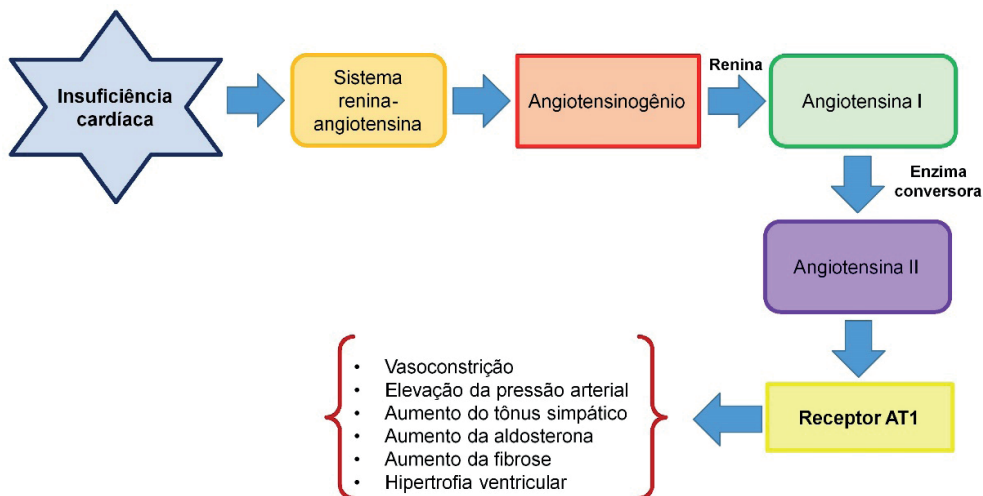 Insuficiência
cardíaca
Sistema
renina-
angiotensina
Angiotensinogênio
Renina
Angiotensina I
Enzima
conversora
Angiotensina II
Receptor AT1
• Vasoconstrição
• Elevação da pressão arterial
• Aumento do tônus simpático
• Aumento da aldosterona
• Aumento da fibrose
• Hipertrofia ventricular